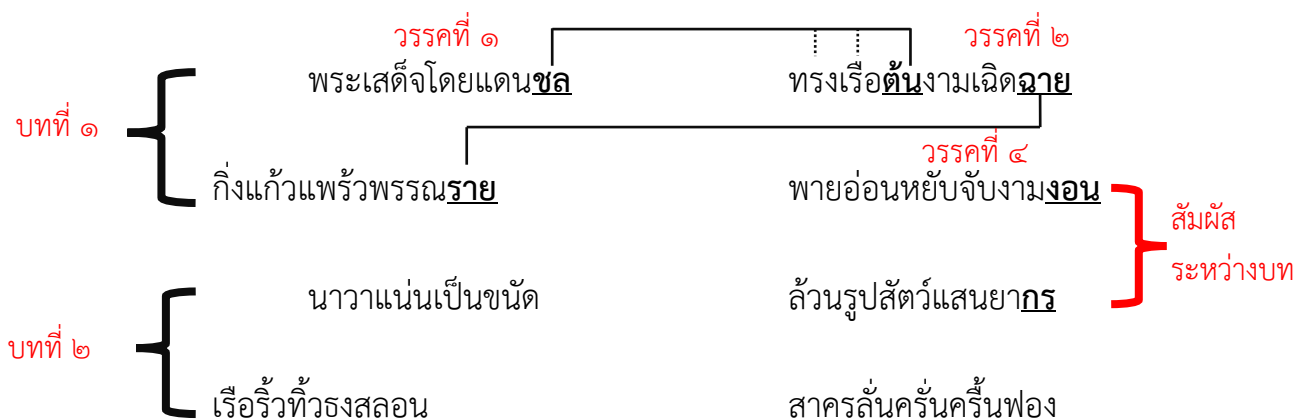 วรรคที่ ๑ วรรคที่ ๒
พระเสด็จโดยแดนชล ทรงเรือต้นงามเฉิดฉาย
บทที่ ๑
วรรคที่ ๔
กิ่งแก้วแพร้วพรรณราย พายอ่อนหยับจับงามงอน
สัมผัส
ระหว่างบท
นาวาแน่นเป็นขนัด ล้วนรูปสัตว์แสนยากร
บทที่ ๒
เรือริ้วทิ้วธงสลอน สาครลั่นครั่นครื้นฟอง